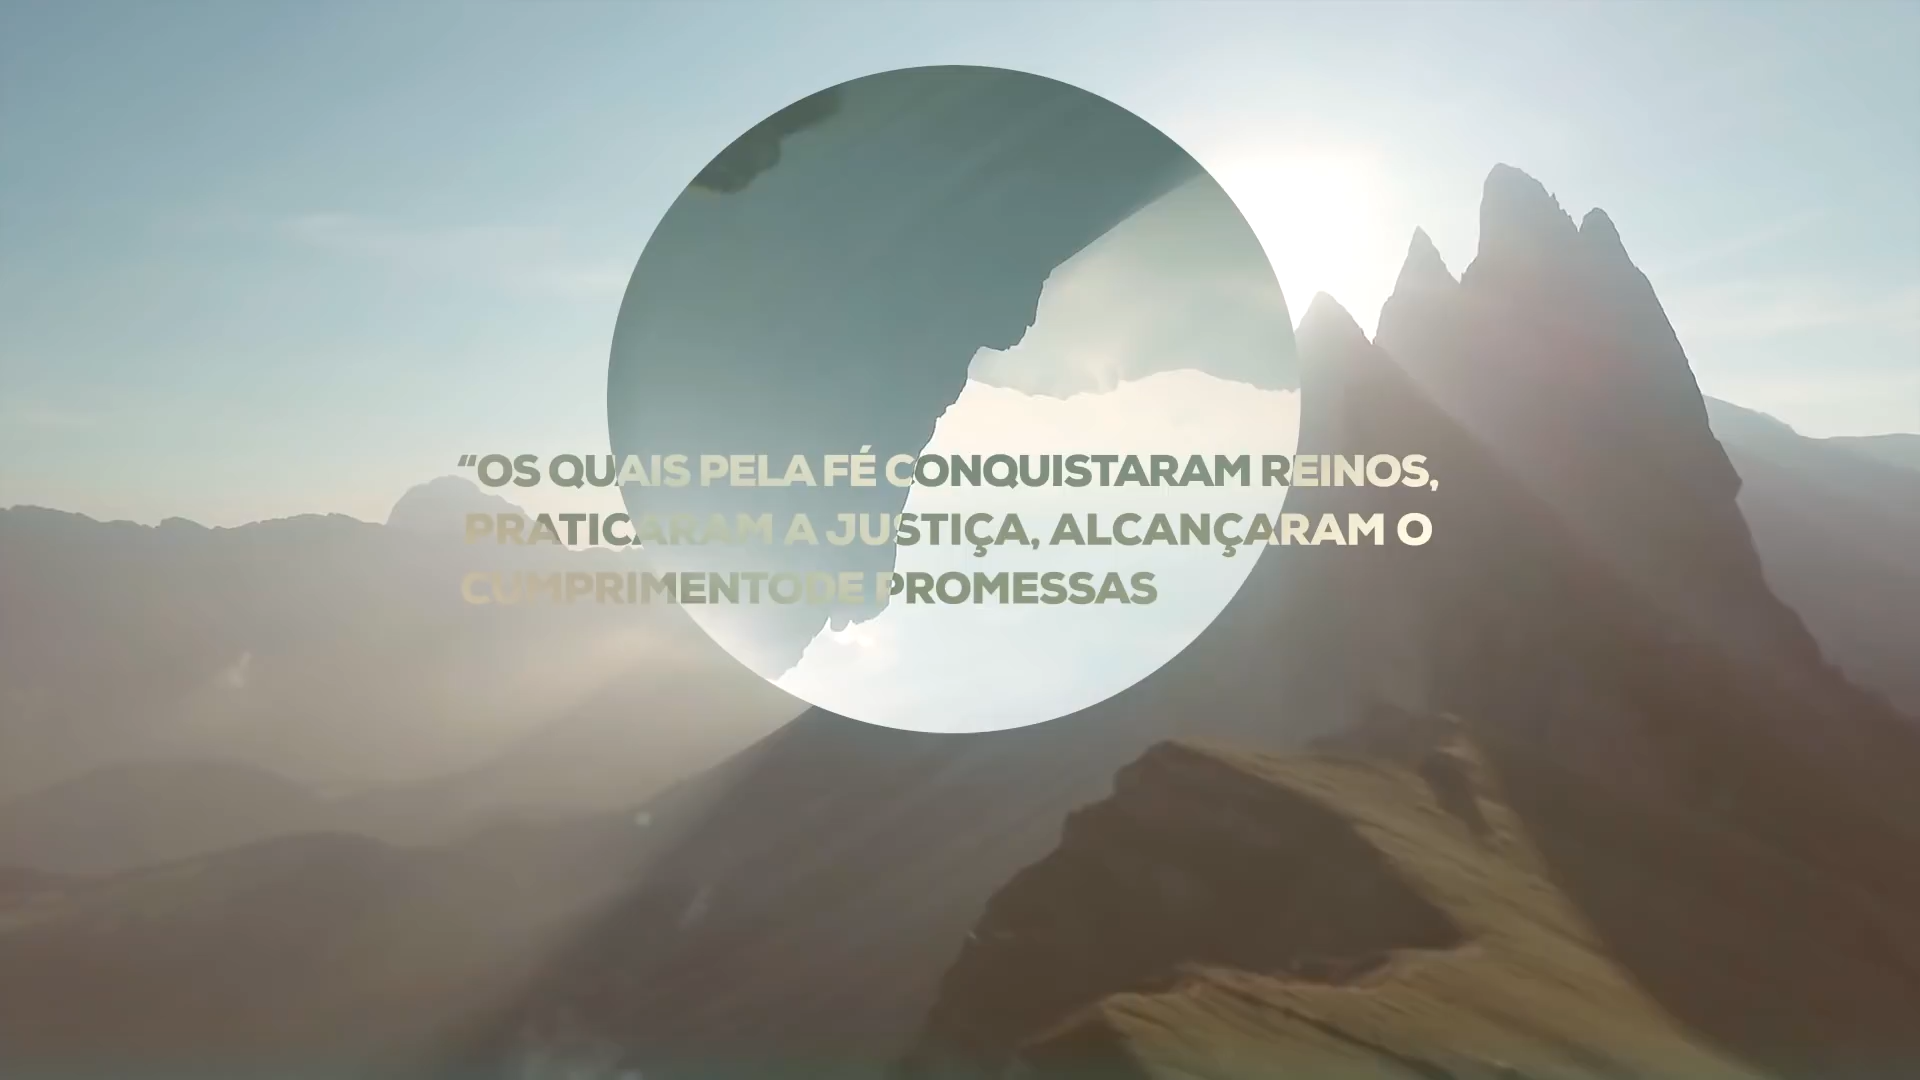 “OS QUAIS PELA FÉ CONQUISTARAM REINOS,
PRATICARAM A JUSTIÇA, ALCANÇARAM O
CUMPRIMENTODE PROMESSAS